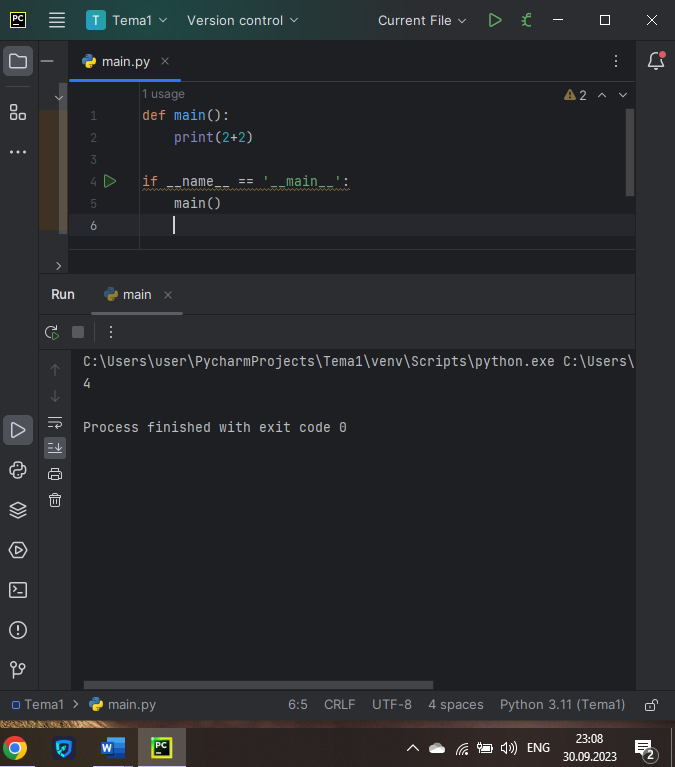 PC T Tema1 Version control Current File
main.py
1 usage 2
1 def main():
2 print(2+2)
3
4 if __name__ == '__main__':
5 main()
6
Run main
C:\Users\user\PycharmProjects\Tema1\venv\Scripts\python.exe C:\Users\
4
Process finished with exit code 0
Tema1 main.py 6:5 CRLF UTF-8 4 spaces Python 3.11 (Tema1)
W PC ENG 23:08
30.09.2023 2